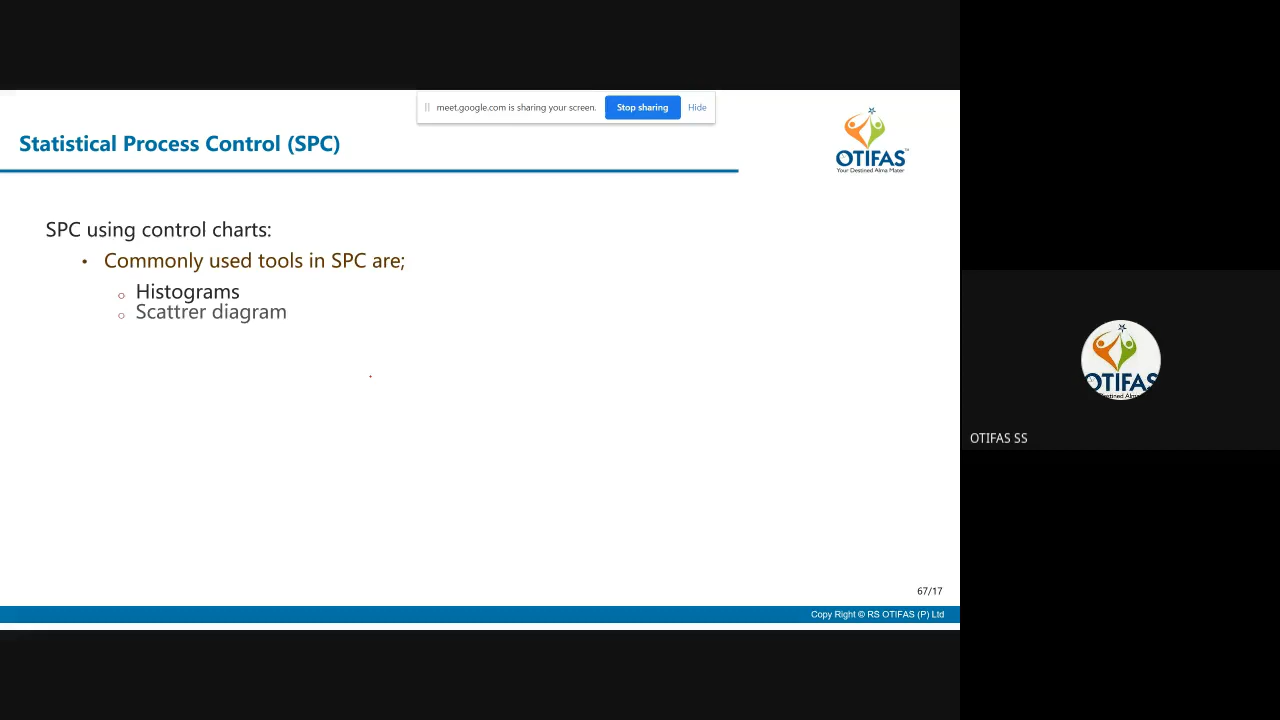 meet.google.com is sharing your screen. Stop sharing Hide
Statistical Process Control (SPC)
OTIFAS™
Your Destined Alma Mater
SPC using control charts:
• Commonly used tools in SPC are;
o Histograms
o Scattrer diagram
OTIFAS
OTIFAS SS
67/17
Copy Right © RS OTIFAS (P) Ltd